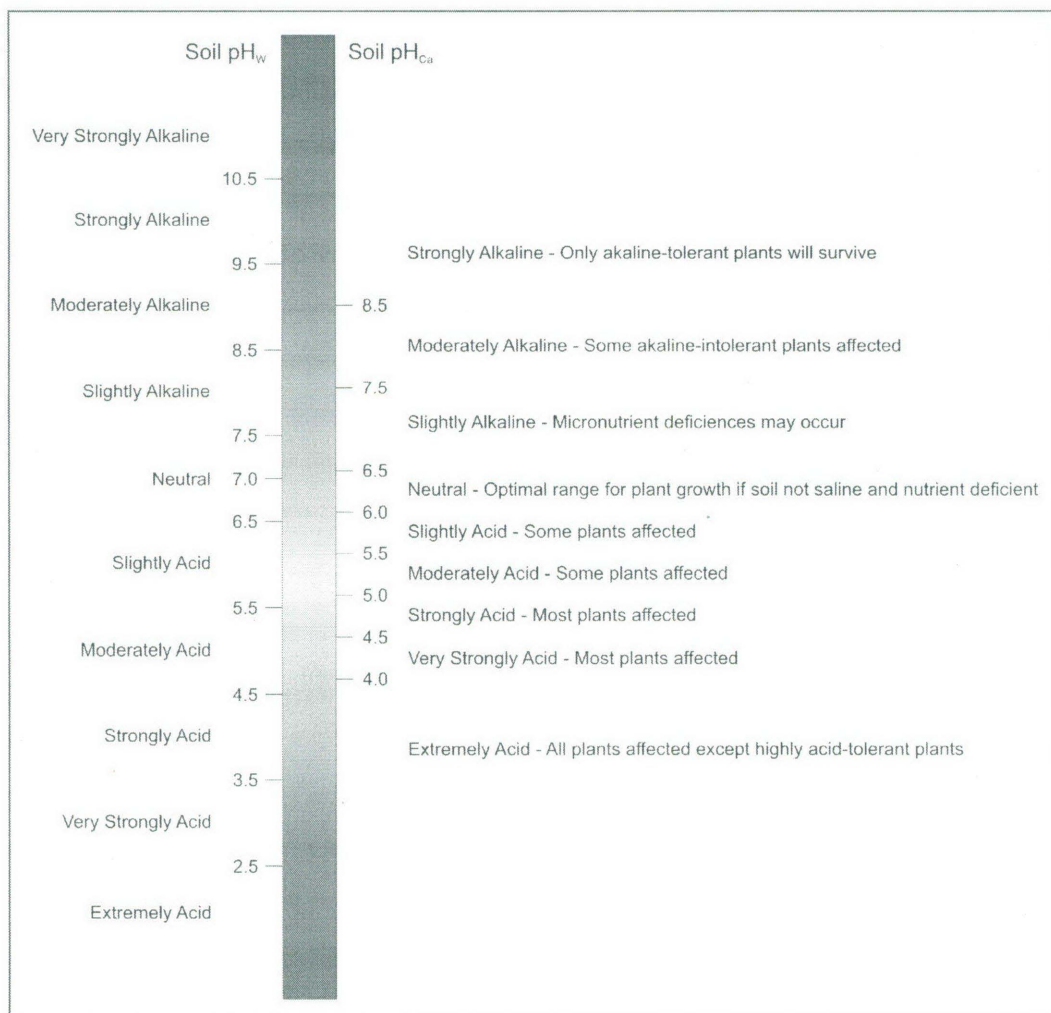 Soil pHw Soil pHca
Very Strongly Alkaline
10.5
Strongly Alkaline
Strongly Alkaline - Only akaline-tolerant plants will survive
9.5
Moderately Alkaline
8.5
Moderately Alkaline - Some akaline-intolerant plants affected
8.5
7.5
Slightly Alkaline
Slightly Alkaline - Micronutrient deficiences may occur
7.5
6.5
Neutral 7.0
Neutral - Optimal range for plant growth if soil not saline and nutrient deficient
6.0
6.5
Slightly Acid - Some plants affected
5.5
Slightly Acid
Moderately Acid - Some plants affected
5.0
5.5
Strongly Acid - Most plants affected
4.5
Moderately Acid
Very Strongly Acid - Most plants affected
4.0
4.5
Strongly Acid
Extremely Acid - All plants affected except highly acid-tolerant plants
3.5
Very Strongly Acid
2.5
Extremely Acid